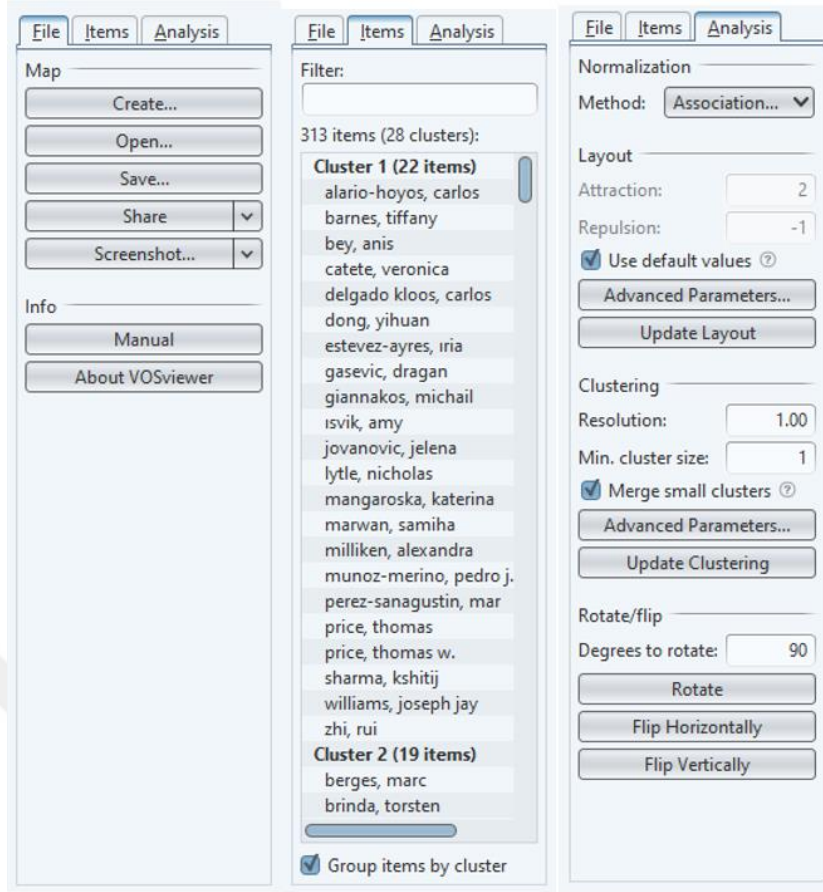 File Items Analysis
Map
Create...
Open...
Save...
Share
Screenshot...
Info
Manual
About VOSviewer
File Items Analysis
Filter:
313 items (28 clusters):
Cluster 1 (22 items)
alario-hoyos, carlos
barnes, tiffany
bey, anis
catete, veronica
delgado kloos, carlos
dong, yihuan
estevez-ayres, ıria
gasevic, dragan
giannakos, michail
ısvik, amy
jovanovic, jelena
lytle, nicholas
mangaroska, katerina
marwan, samiha
milliken, alexandra
munoz-merino, pedro j.
perez-sanagustin, mar
price, thomas
price, thomas w.
sharma, kshitij
williams, joseph jay
zhi, rui
Cluster 2 (19 items)
berges, marc
brinda, torsten
Group items by cluster
File Items Analysis
Normalization
Method: Association...
Layout
Attraction: 2
Repulsion: -1
Use default values ?
Advanced Parameters...
Update Layout
Clustering
Resolution: 1.00
Min. cluster size: 1
Merge small clusters ?
Advanced Parameters...
Update Clustering
Rotate/flip
Degrees to rotate: 90
Rotate
Flip Horizontally
Flip Vertically